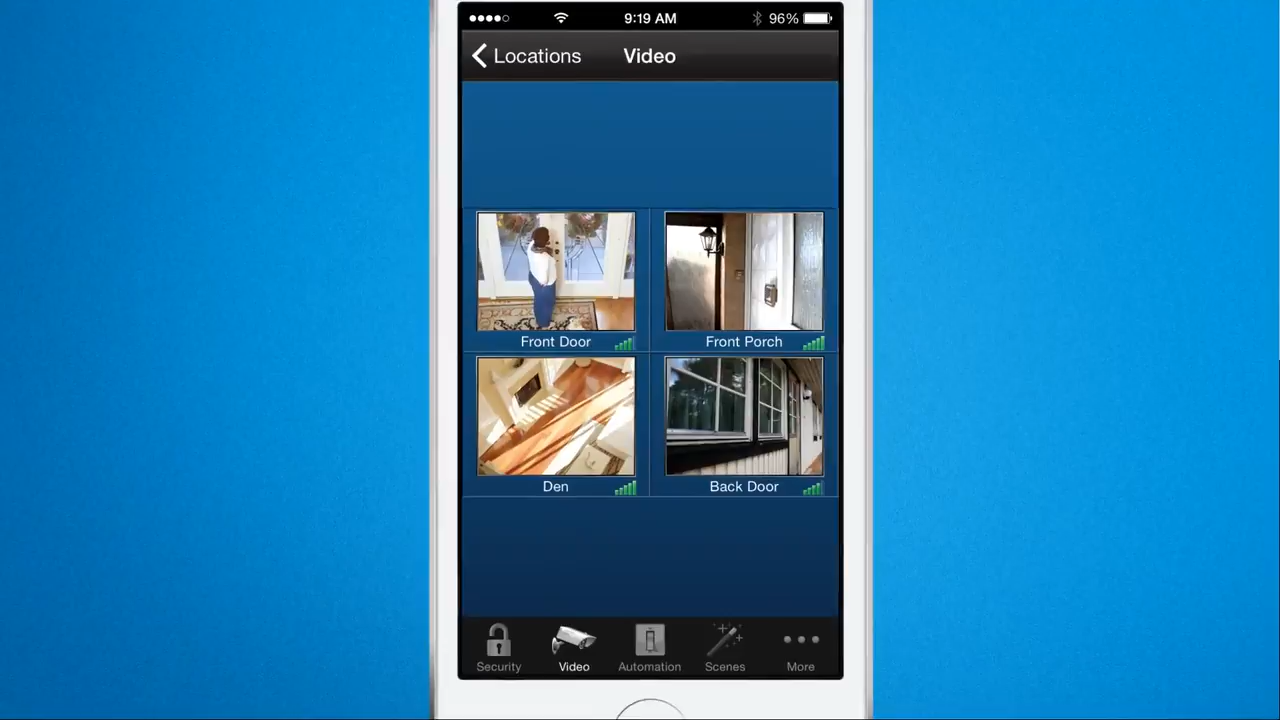 9:19 AM 96%
Locations Video
Front Door Front Porch
Den Back Door
Security Video Automation Scenes More